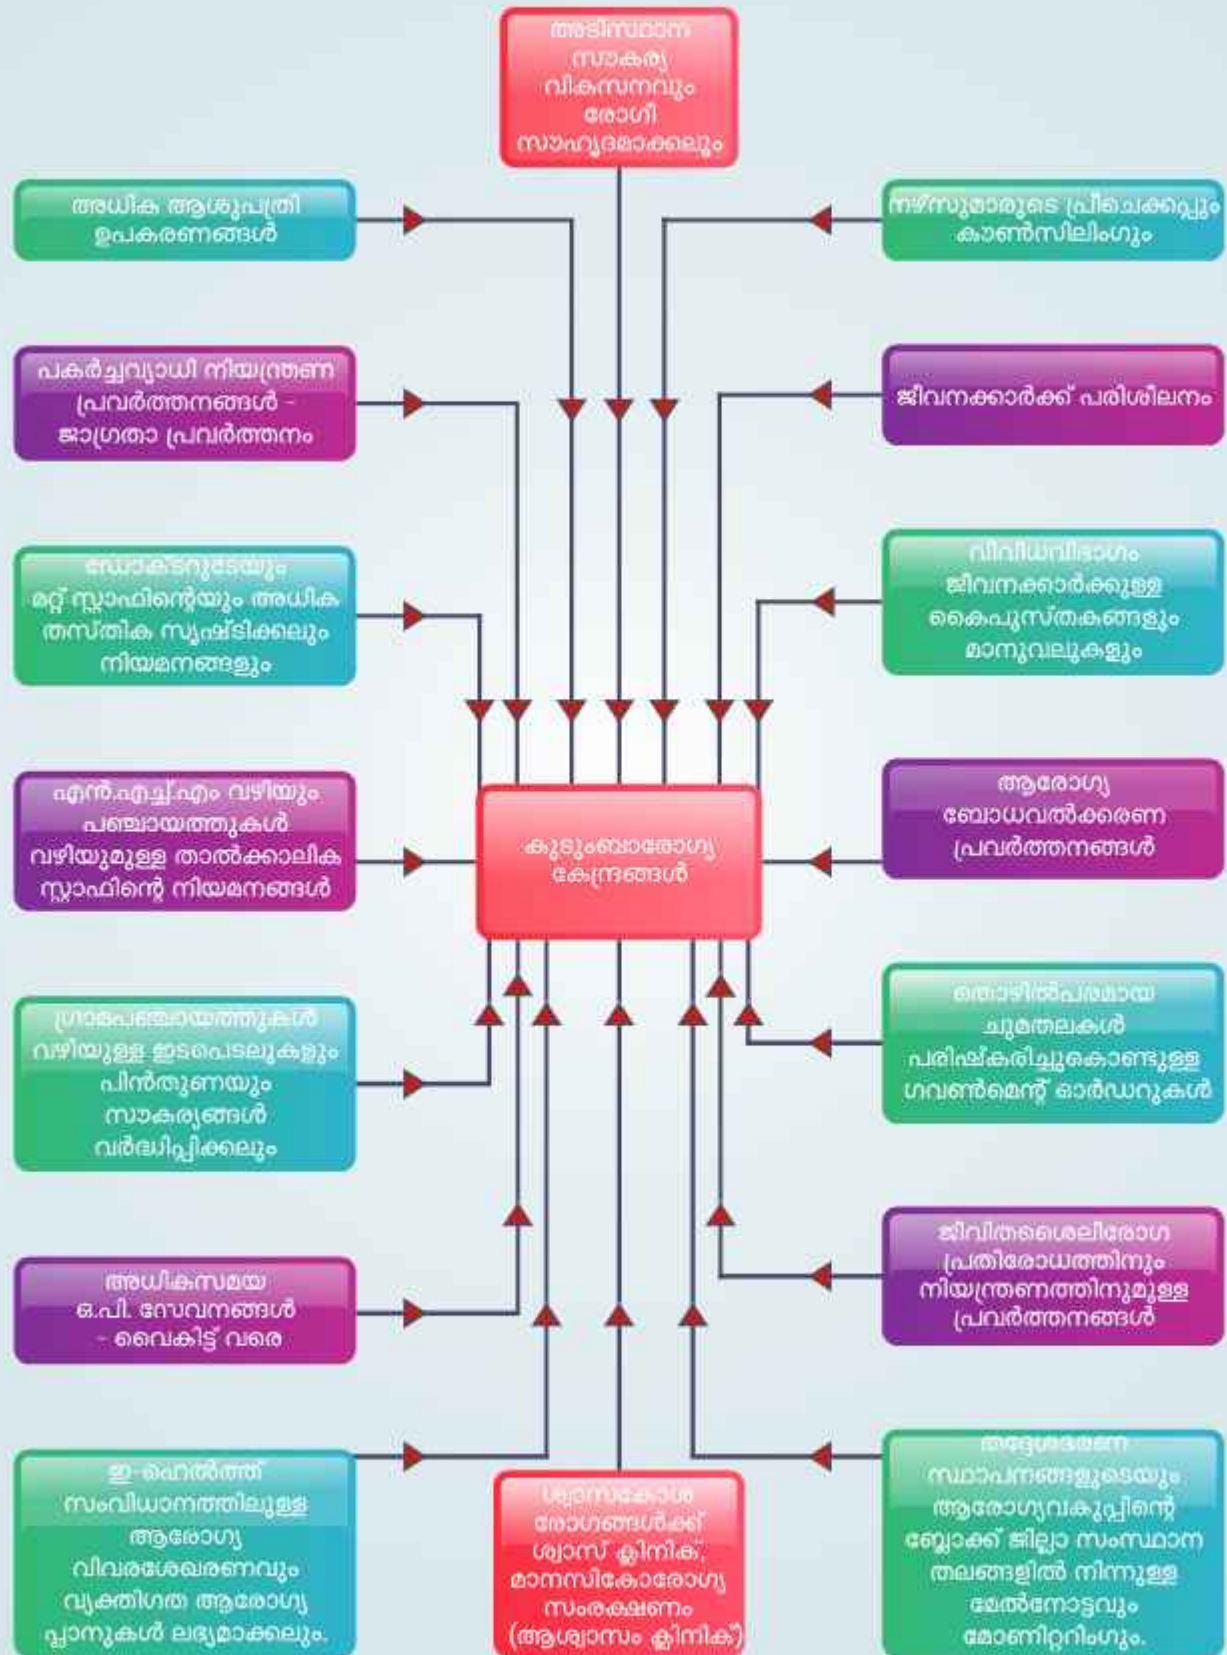 അടിസ്ഥാന
സൗകര്യ
വികസനവും
രോഗീ
സൗഹൃദമാക്കലും
അധിക ആശുപത്രി
ഉപകരണങ്ങൾ
നഴ്സുമാരുടെ പ്രീചെക്കപ്പും
കൗൺസിലിംഗും
പകർച്ചവ്യാധി നിയന്ത്രണ
പ്രവർത്തനങ്ങൾ -
ജാഗ്രതാ പ്രവർത്തനം
ജീവനക്കാർക്ക് പരിശീലനം
ഡോക്ടറുടേയും
മറ്റ് സ്റ്റാഫിന്റെയും അധിക
തസ്തിക സൃഷ്ടിക്കലും
നിയമനങ്ങളും
വിവിധവിഭാഗം
ജീവനക്കാർക്കുള്ള
കൈപുസ്തകങ്ങളും
മാനുവലുകളും
എൻ.എച്ച്.എം വഴിയും
പഞ്ചായത്തുകൾ
വഴിയുമുള്ള താൽക്കാലിക
സ്റ്റാഫിന്റെ നിയമനങ്ങൾ
കുടുംബാരോഗ്യ
കേന്ദ്രങ്ങൾ
ആരോഗ്യ
ബോധവൽക്കരണ
പ്രവർത്തനങ്ങൾ
ഗ്രാമപഞ്ചായത്തുകൾ
വഴിയുള്ള ഇടപെടലുകളും
പിൻതുണയും
സൗകര്യങ്ങൾ
വർദ്ധിപ്പിക്കലും
തൊഴിൽപരമായ
ചുമതലകൾ
പരിഷ്കരിച്ചുകൊണ്ടുള്ള
ഗവൺമെന്റ് ഓർഡറുകൾ
അധികസമയ
ഒ.പി. സേവനങ്ങൾ
- വൈകിട്ട് വരെ
ജീവിതശൈലീരോഗ
പ്രതിരോധത്തിനും
നിയന്ത്രണത്തിനുമുള്ള
പ്രവർത്തനങ്ങൾ
ഇ-ഹെൽത്ത്
സംവിധാനത്തിലുള്ള
ആരോഗ്യ
വിവരശേഖരണവും
വ്യക്തിഗത ആരോഗ്യ
പ്ലാനുകൾ ലഭ്യമാക്കലും.
ശ്വാസകോശ
രോഗങ്ങൾക്ക്
ശ്വാസ് ക്ലിനിക്,
മാനസികോരോഗ്യ
സംരക്ഷണം
(ആശ്വാസം ക്ലിനിക്)
തദ്ദേശഭരണ
സ്ഥാപനങ്ങളുടെയും
ആരോഗ്യവകുപ്പിന്റെ
ബ്ലോക്ക് ജില്ലാ സംസ്ഥാന
തലങ്ങളിൽ നിന്നുള്ള
മേൽനോട്ടവും
മോണിറ്ററിംഗും.